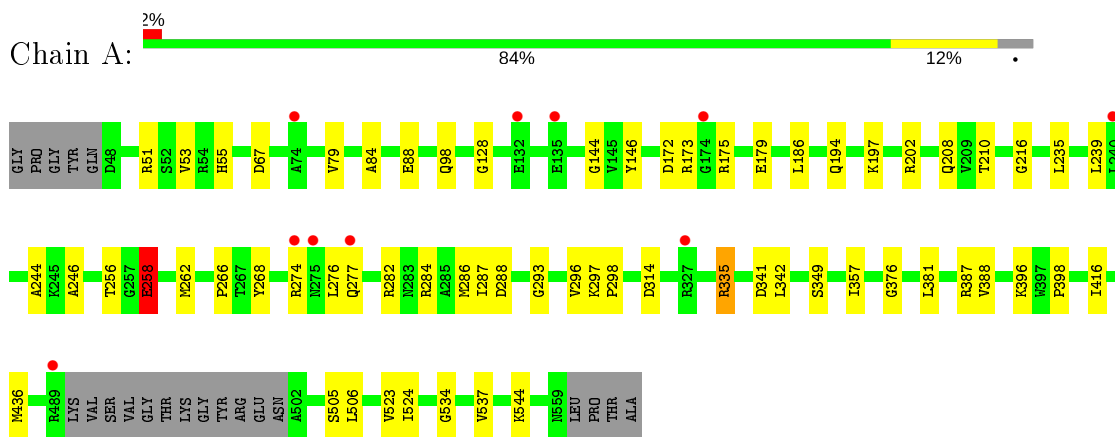 2%
Chain A:
84% 12% •
GLY PRO GLY TYR GLN D48 R51 S52 V53 R54 H55 D67 A74 V79 A84 E88 Q98 G128 E132 E135 G144 V145 Y146 D172 R173 G174 R175 E179 L186 Q194 K197 R202 Q208 V209 T210 G216 L235 L239 L240
A244 K245 A246 T256 G257 E258 M262 P266 T267 Y268 R274 N275 L276 Q277 R282 N283 R284 A285 M286 I287 D288 G293 V296 K297 P298 D314 R327 R335 D341 L342 S349 I357 G376 L381 R387 V388 K396 W397 P398 I416
M436 R489 LYS VAL SER VAL GLY THR LYS GLY TYR ARG GLU ASN A502 S505 L506 V523 I524 G534 V537 K544 N559 LEU PRO THR ALA